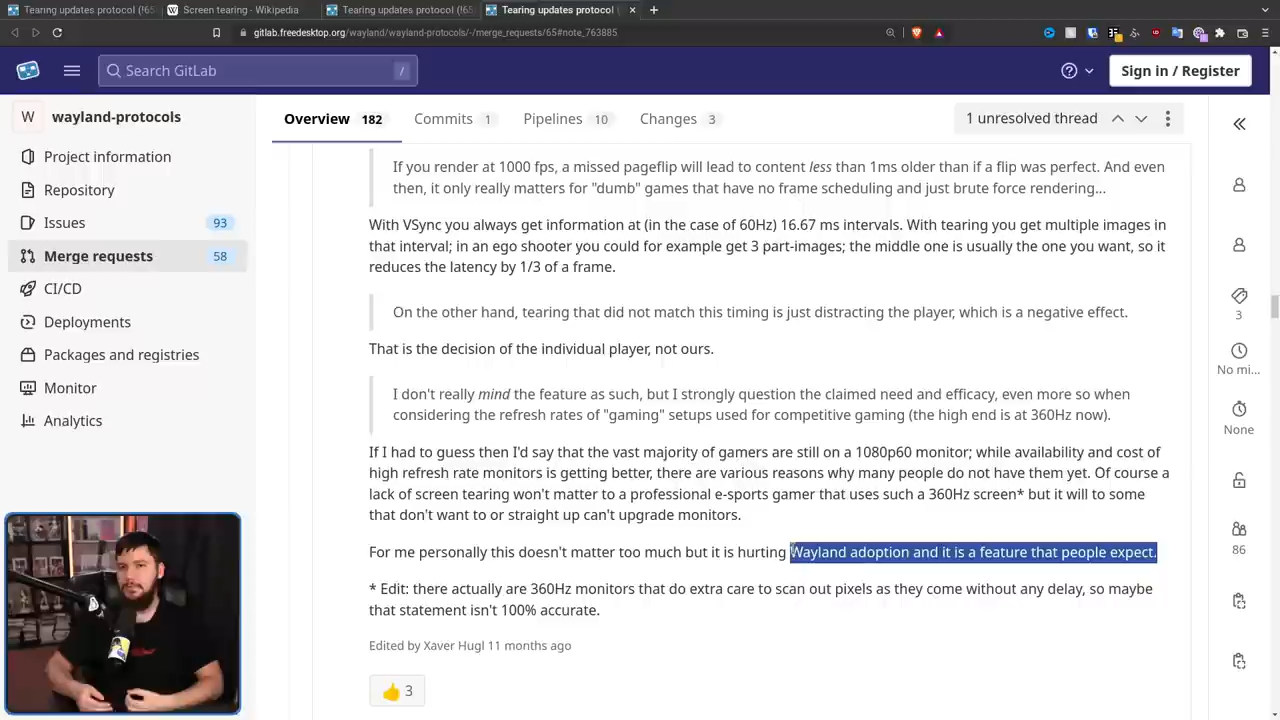 Tearing updates protocol (!65
Screen tearing - Wikipedia
Tearing updates protocol (!65
Tearing updates protocol (
gitlab.freedesktop.org/wayland/wayland-protocols/-/merge_requests/65#note_763885
Search GitLab
/
Sign in / Register
W
wayland-protocols
Project information
Repository
Issues
93
Merge requests
58
CI/CD
Deployments
Packages and registries
Monitor
Analytics
Overview 182
Commits 1
Pipelines 10
Changes 3
1 unresolved thread
If you render at 1000 fps, a missed pageflip will lead to content less than 1ms older than if a flip was perfect. And even
then, it only really matters for "dumb" games that have no frame scheduling and just brute force rendering...
With VSync you always get information at (in the case of 60Hz) 16.67 ms intervals. With tearing you get multiple images in
that interval; in an ego shooter you could for example get 3 part-images; the middle one is usually the one you want, so it
reduces the latency by 1/3 of a frame.
On the other hand, tearing that did not match this timing is just distracting the player, which is a negative effect.
That is the decision of the individual player, not ours.
I don't really mind the feature as such, but I strongly question the claimed need and efficacy, even more so when
considering the refresh rates of "gaming" setups used for competitive gaming (the high end is at 360Hz now).
If I had to guess then I'd say that the vast majority of gamers are still on a 1080p60 monitor; while availability and cost of
high refresh rate monitors is getting better, there are various reasons why many people do not have them yet. Of course a
lack of screen tearing won't matter to a professional e-sports gamer that uses such a 360Hz screen* but it will to some
that don't want to or straight up can't upgrade monitors.
For me personally this doesn't matter too much but it is hurting Wayland adoption and it is a feature that people expect.
* Edit: there actually are 360Hz monitors that do extra care to scan out pixels as they come without any delay, so maybe
that statement isn't 100% accurate.
Edited by Xaver Hugl 11 months ago
3
3
No mi...
None
86